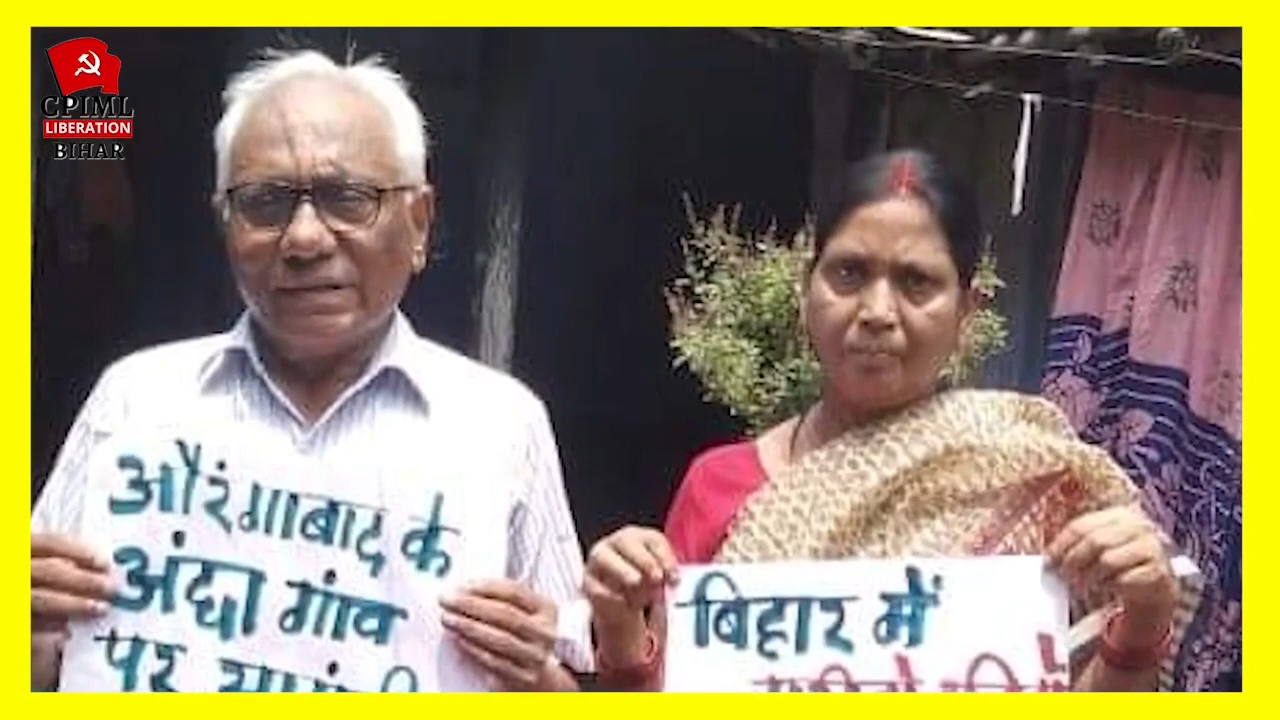 CPIML
LIBERATION
BIHAR
औरंगाबाद के
अंदा गांव
पर
बिहार में